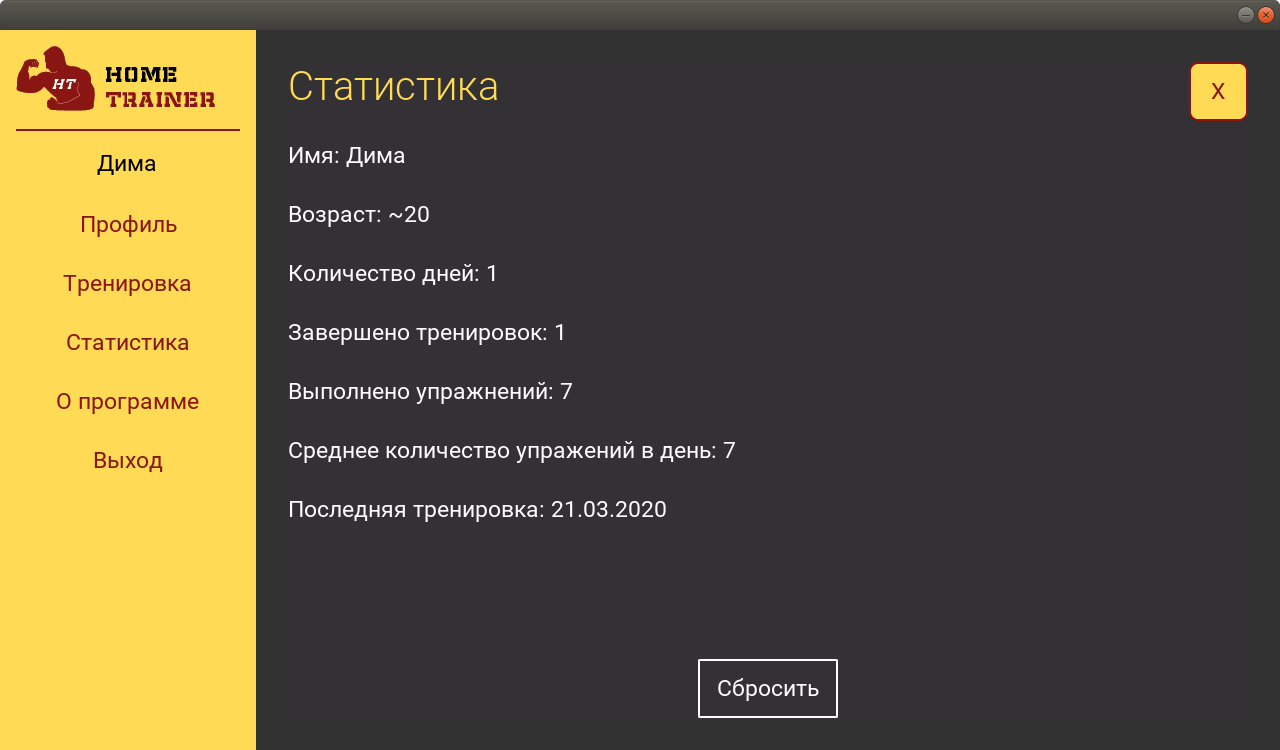 HT
HOME
TRAINER
Дима
Профиль
Тренировка
Статистика
О программе
Выход
Статистика
X
Имя: Дима
Возраст: ~20
Количество дней: 1
Завершено тренировок: 1
Выполнено упражнений: 7
Среднее количество упражений в день: 7
Последняя тренировка: 21.03.2020
Сбросить